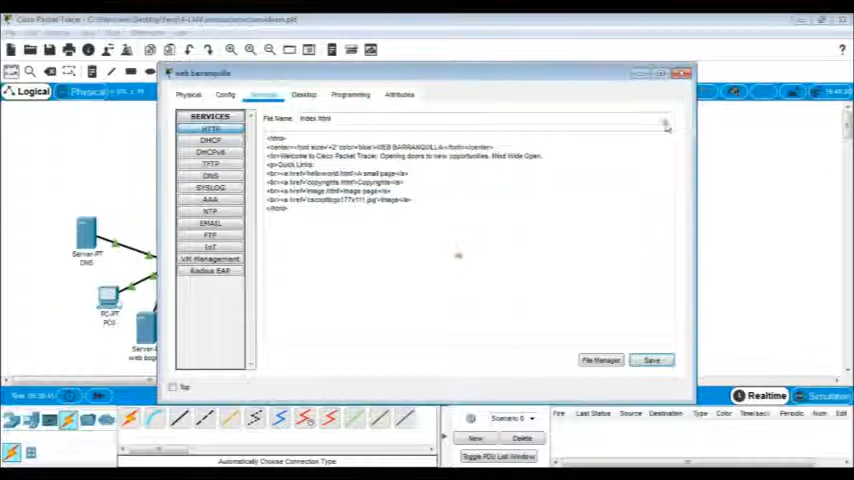 Cisco Packet Tracer
Logical
Physical
web barranquilla
Physical
Config
Services
Desktop
Programming
Attributes
SERVICES
HTTP
DHCP
DHCPv6
TFTP
DNS
SYSLOG
AAA
NTP
EMAIL
FTP
IoT
VM Management
Radius EAP
File Name: index.html
<html>
<center><font size='+2' color='blue'>WEB BARRANQUILLA</font></center>
<hr>Welcome to Cisco Packet Tracer. Opening doors to new opportunities. Mind Wide Open.
<p>Quick Links:
<br><a href='helloworld.html'>A small page</a>
<br><a href='copyrights.html'>Copyrights</a>
<br><a href='image.html'>Image page</a>
<br><a href='cscoptlogo177x111.jpg'>Image</a>
</html>
File Manager
Save
Top
Server-PT
DNS
PC-PT
web bog
Realtime
Simulation
Scenario 0
New
Delete
Toggle PDU List Window
Fire
Last Status
Source
Destination
Type
Color
Time(sec)
Periodic
Num
Edit
Automatically Choose Connection Type